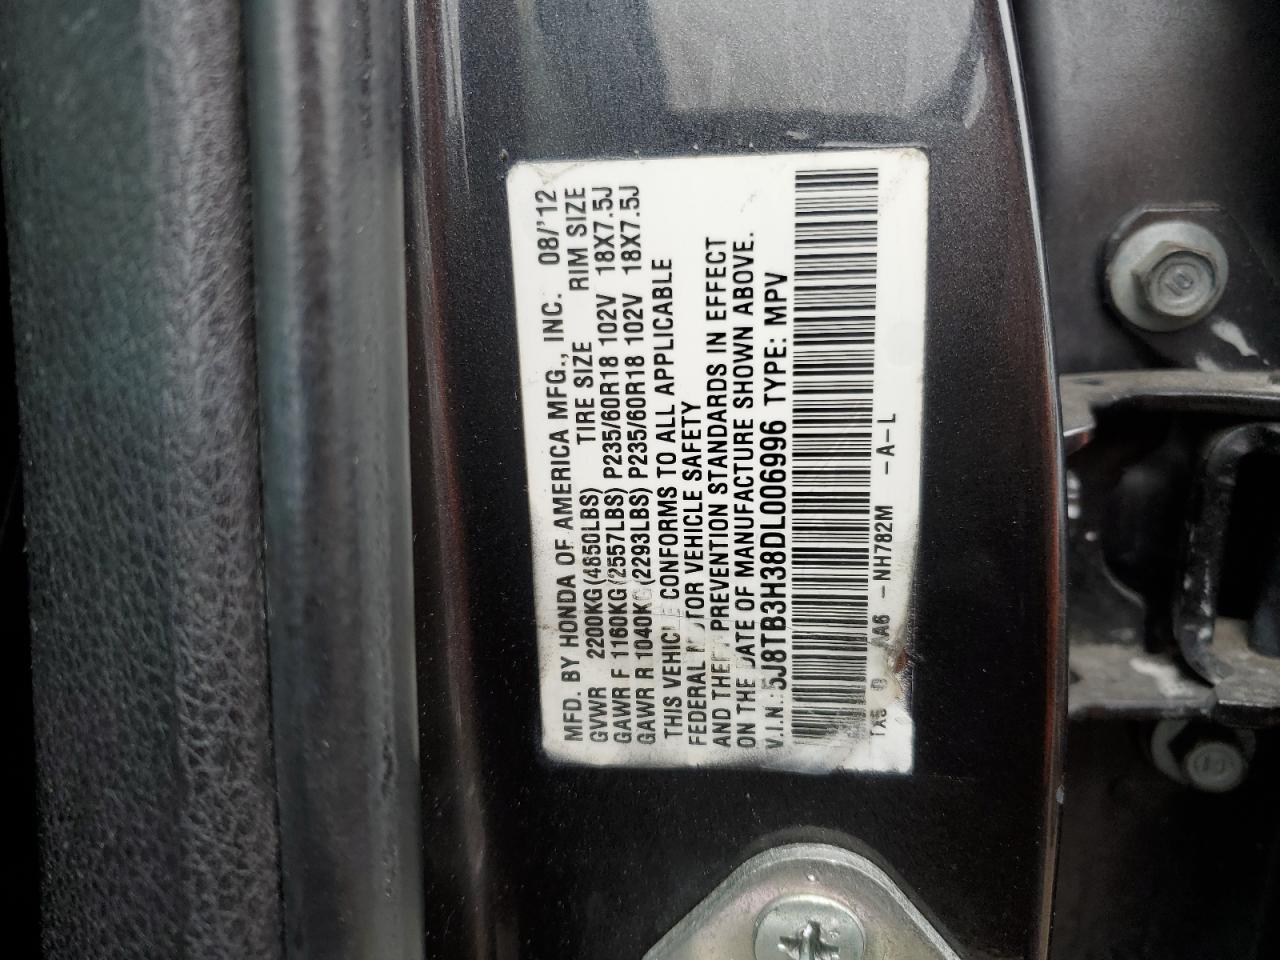 MFD. BY HONDA OF AMERICA MFG., INC. 08/'12
GVWR 2200KG(4850LBS) TIRE SIZE RIM SIZE
GAWR F 1160KG(2557LBS) P235/60R18 102V 18X7.5J
GAWR R 1040KG(2293LBS) P235/60R18 102V 18X7.5J
THIS VEHICLE CONFORMS TO ALL APPLICABLE
FEDERAL MOTOR VEHICLE SAFETY
AND THEFT PREVENTION STANDARDS IN EFFECT
ON THE DATE OF MANUFACTURE SHOWN ABOVE.
V.I.N.: 5J8TB3H38DL006996 TYPE: MPV
AA6 -NH782M -A-L